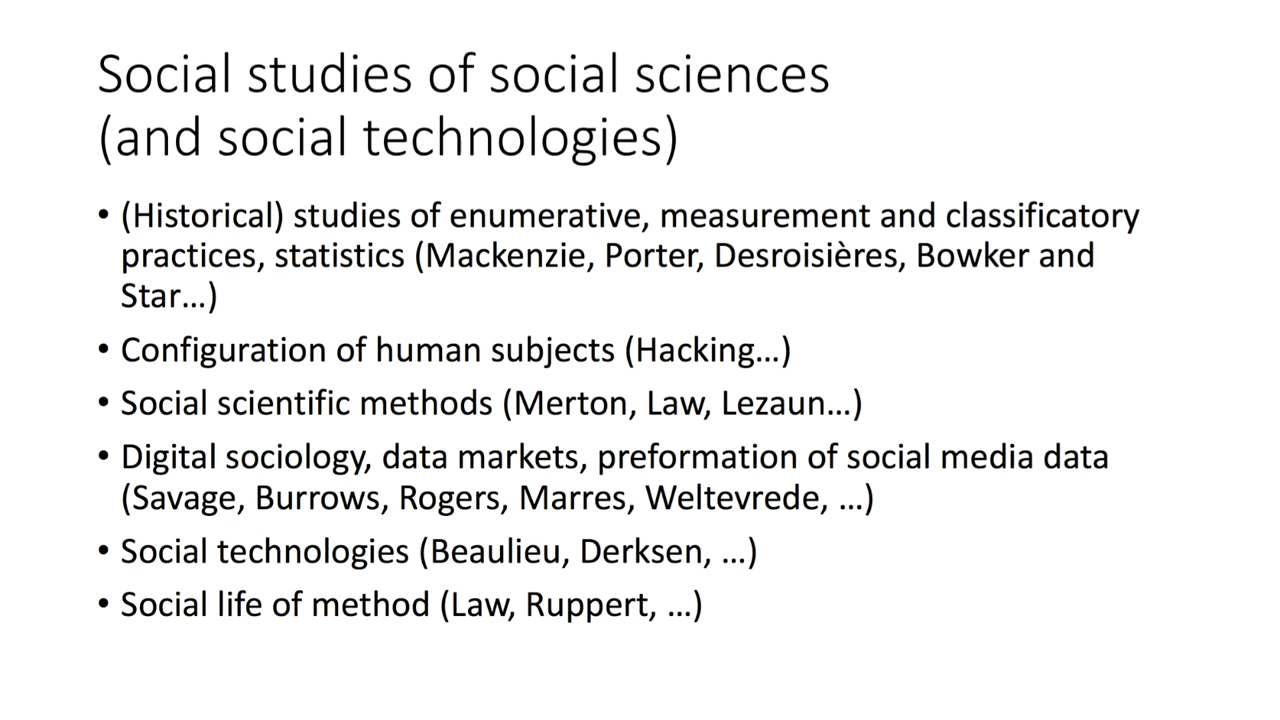 Social studies of social sciences
(and social technologies)
• (Historical) studies of enumerative, measurement and classificatory
practices, statistics (Mackenzie, Porter, Desroisières, Bowker and
Star…)
• Configuration of human subjects (Hacking…)
• Social scientific methods (Merton, Law, Lezaun…)
• Digital sociology, data markets, preformation of social media data
(Savage, Burrows, Rogers, Marres, Weltevrede, …)
• Social technologies (Beaulieu, Derksen, …)
• Social life of method (Law, Ruppert, …)